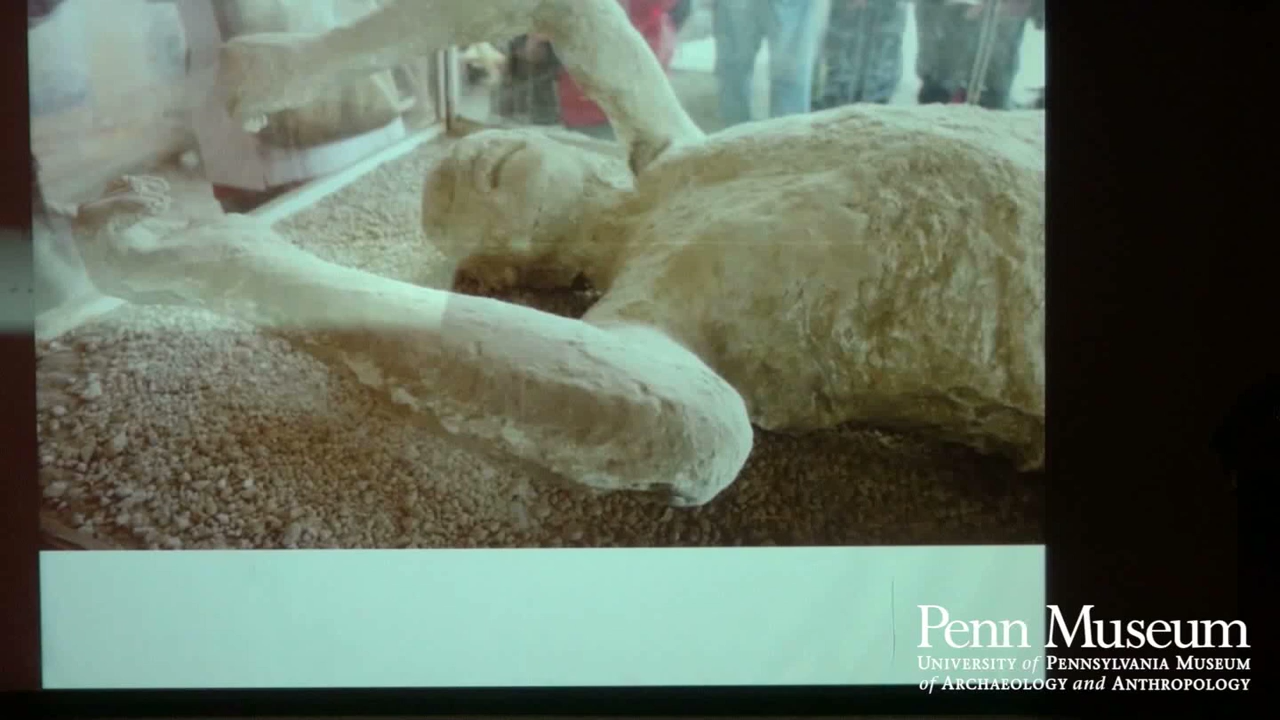 Penn Museum
UNIVERSITY of PENNSYLVANIA MUSEUM
of ARCHAEOLOGY and ANTHROPOLOGY